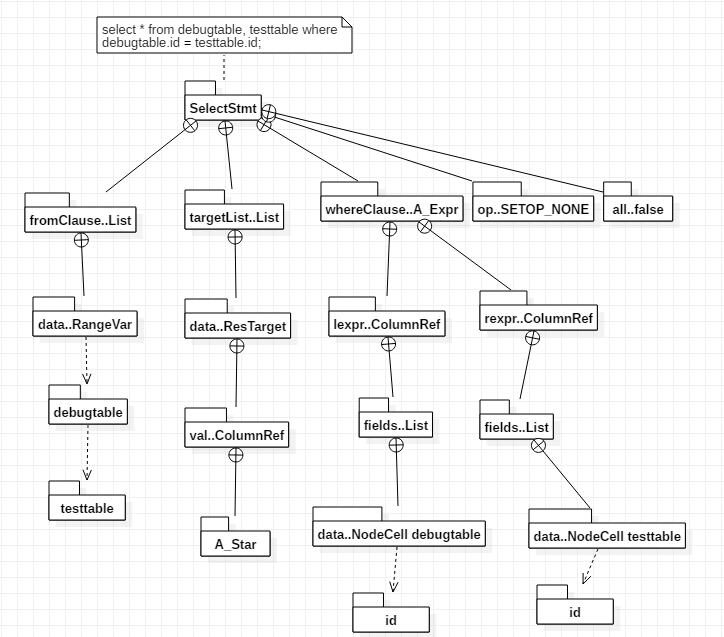 select * from debugtable, testtable where
debugtable.id = testtable.id;
SelectStmt
fromClause..List
targetList..List
whereClause..A_Expr
op..SETOP_NONE
all..false
data..RangeVar
data..ResTarget
lexpr..ColumnRef
rexpr..ColumnRef
debugtable
val..ColumnRef
fields..List
fields..List
testtable
A_Star
data..NodeCell debugtable
data..NodeCell testtable
id
id